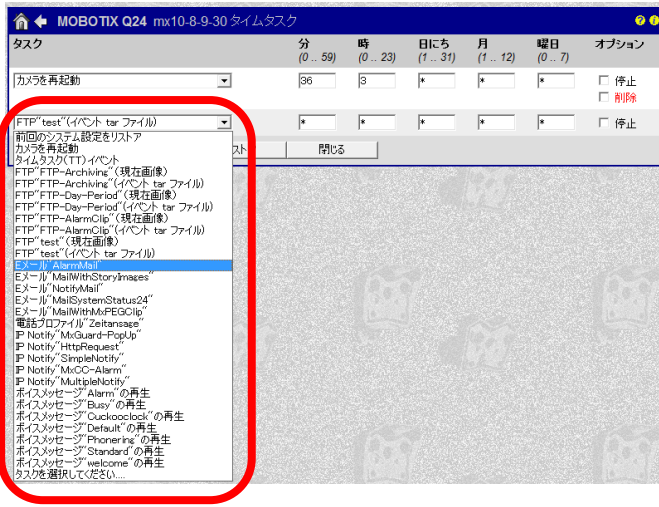 MOBOTIX Q24 mx10-8-9-30 タイムタスク
タスク 分 時 日にち 月 曜日 オプション
(0 .. 59) (0 .. 23) (1 .. 31) (1 .. 12) (0 .. 7)
カメラを再起動 36 3 * * * 停止
削除
FTP"test"(イベント tar ファイル) * * * * * 停止
前回のシステム設定をリストア
カメラを再起動
タイムタスク(TT)イベント
FTP"FTP-Archiving"(現在画像)
FTP"FTP-Archiving"(イベント tar ファイル)
FTP"FTP-Day-Period"(現在画像)
FTP"FTP-Day-Period"(イベント tar ファイル)
FTP"FTP-AlarmClip"(現在画像)
FTP"FTP-AlarmClip"(イベント tar ファイル)
FTP"test"(現在画像)
FTP"test"(イベント tar ファイル)
Eメール"AlarmMail"
Eメール"MailWithStoryImages"
Eメール"NotifyMail"
Eメール"MailSystemStatus24"
Eメール"MailWithMxPEGClip"
電話プロファイル"Zeitansage"
IP Notify"MxGuard-PopUp"
IP Notify"HttpRequest"
IP Notify"SimpleNotify"
IP Notify"MxCC-Alarm"
IP Notify"MultipleNotify"
ボイスメッセージ"Alarm"の再生
ボイスメッセージ"Busy"の再生
ボイスメッセージ"Cuckooclock"の再生
ボイスメッセージ"Default"の再生
ボイスメッセージ"Phonering"の再生
ボイスメッセージ"Standard"の再生
ボイスメッセージ"welcome"の再生
タスクを選択してください....
スト 閉じる